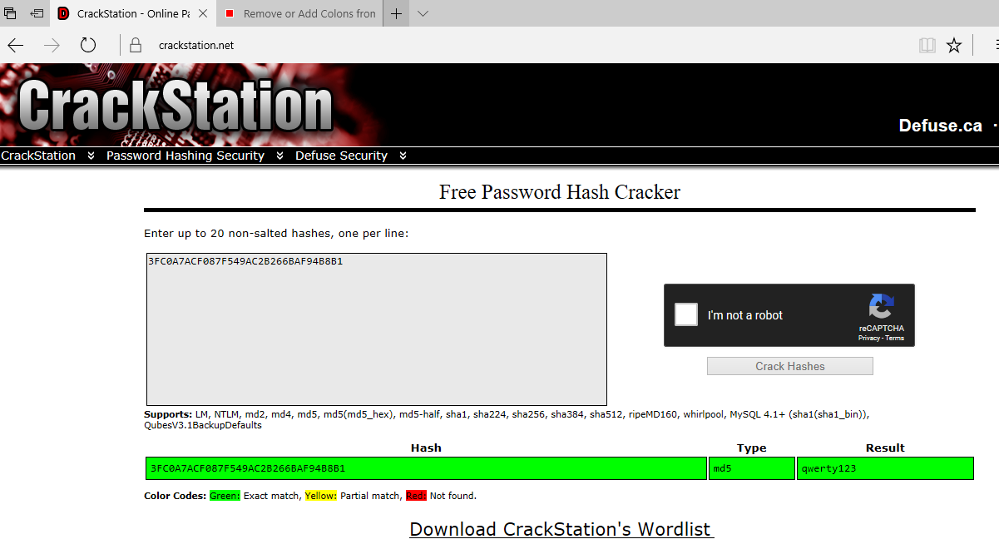 CrackStation - Online Pa
Remove or Add Colons fron
crackstation.net
CrackStation
Defuse.ca ·
CrackStation Password Hashing Security Defuse Security
Free Password Hash Cracker
Enter up to 20 non-salted hashes, one per line:
3FC0A7ACF087F549AC2B266BAF94B8B1
I'm not a robot
reCAPTCHA
Privacy - Terms
Crack Hashes
Supports: LM, NTLM, md2, md4, md5, md5(md5_hex), md5-half, sha1, sha224, sha256, sha384, sha512, ripeMD160, whirlpool, MySQL 4.1+ (sha1(sha1_bin)),
QubesV3.1BackupDefaults
Hash Type Result
3FC0A7ACF087F549AC2B266BAF94B8B1 md5 qwerty123
Color Codes: Green: Exact match, Yellow: Partial match, Red: Not found.
Download CrackStation's Wordlist